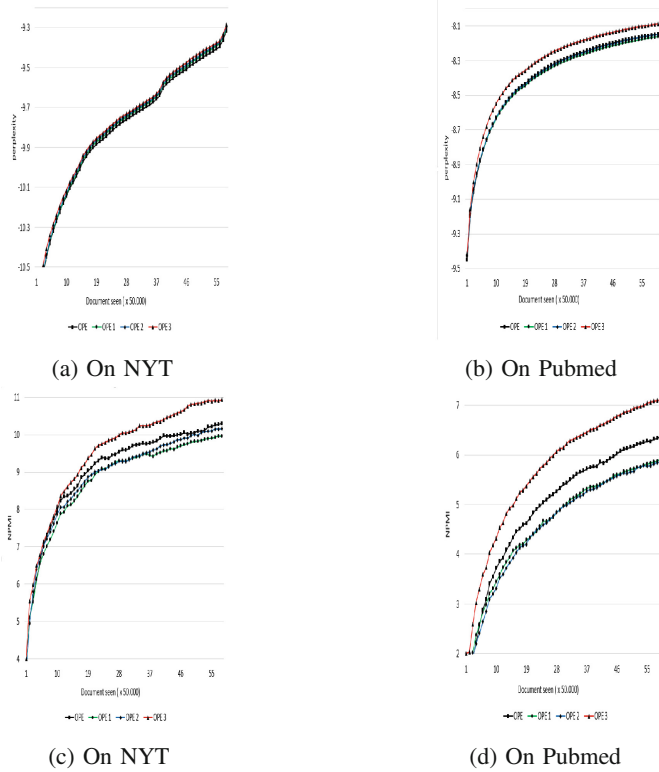 -9.3
-9.5
-9.7
-9.9
-10.1
-10.3
-10.5
perplexity
1 10 19 28 37 46 55
Document seen ( x 50.000)
OPE OPE 1 OPE 2 OPE 3
(a) On NYT
-8.1
-8.3
-8.5
-8.7
-8.9
-9.1
-9.3
-9.5
perplexity
1 10 19 28 37 46 55
Document seen ( x 50.000)
OPE OPE 1 OPE 2 OPE 3
(b) On Pubmed
11
10
9
8
7
6
5
4
NPMI
1 10 19 28 37 46 55
Document seen ( x 50.000)
OPE OPE 1 OPE 2 OPE 3
(c) On NYT
7
6
5
4
3
2
NPMI
1 10 19 28 37 46 55
Document seen ( x 50.000)
OPE OPE 1 OPE 2 OPE 3
(d) On Pubmed